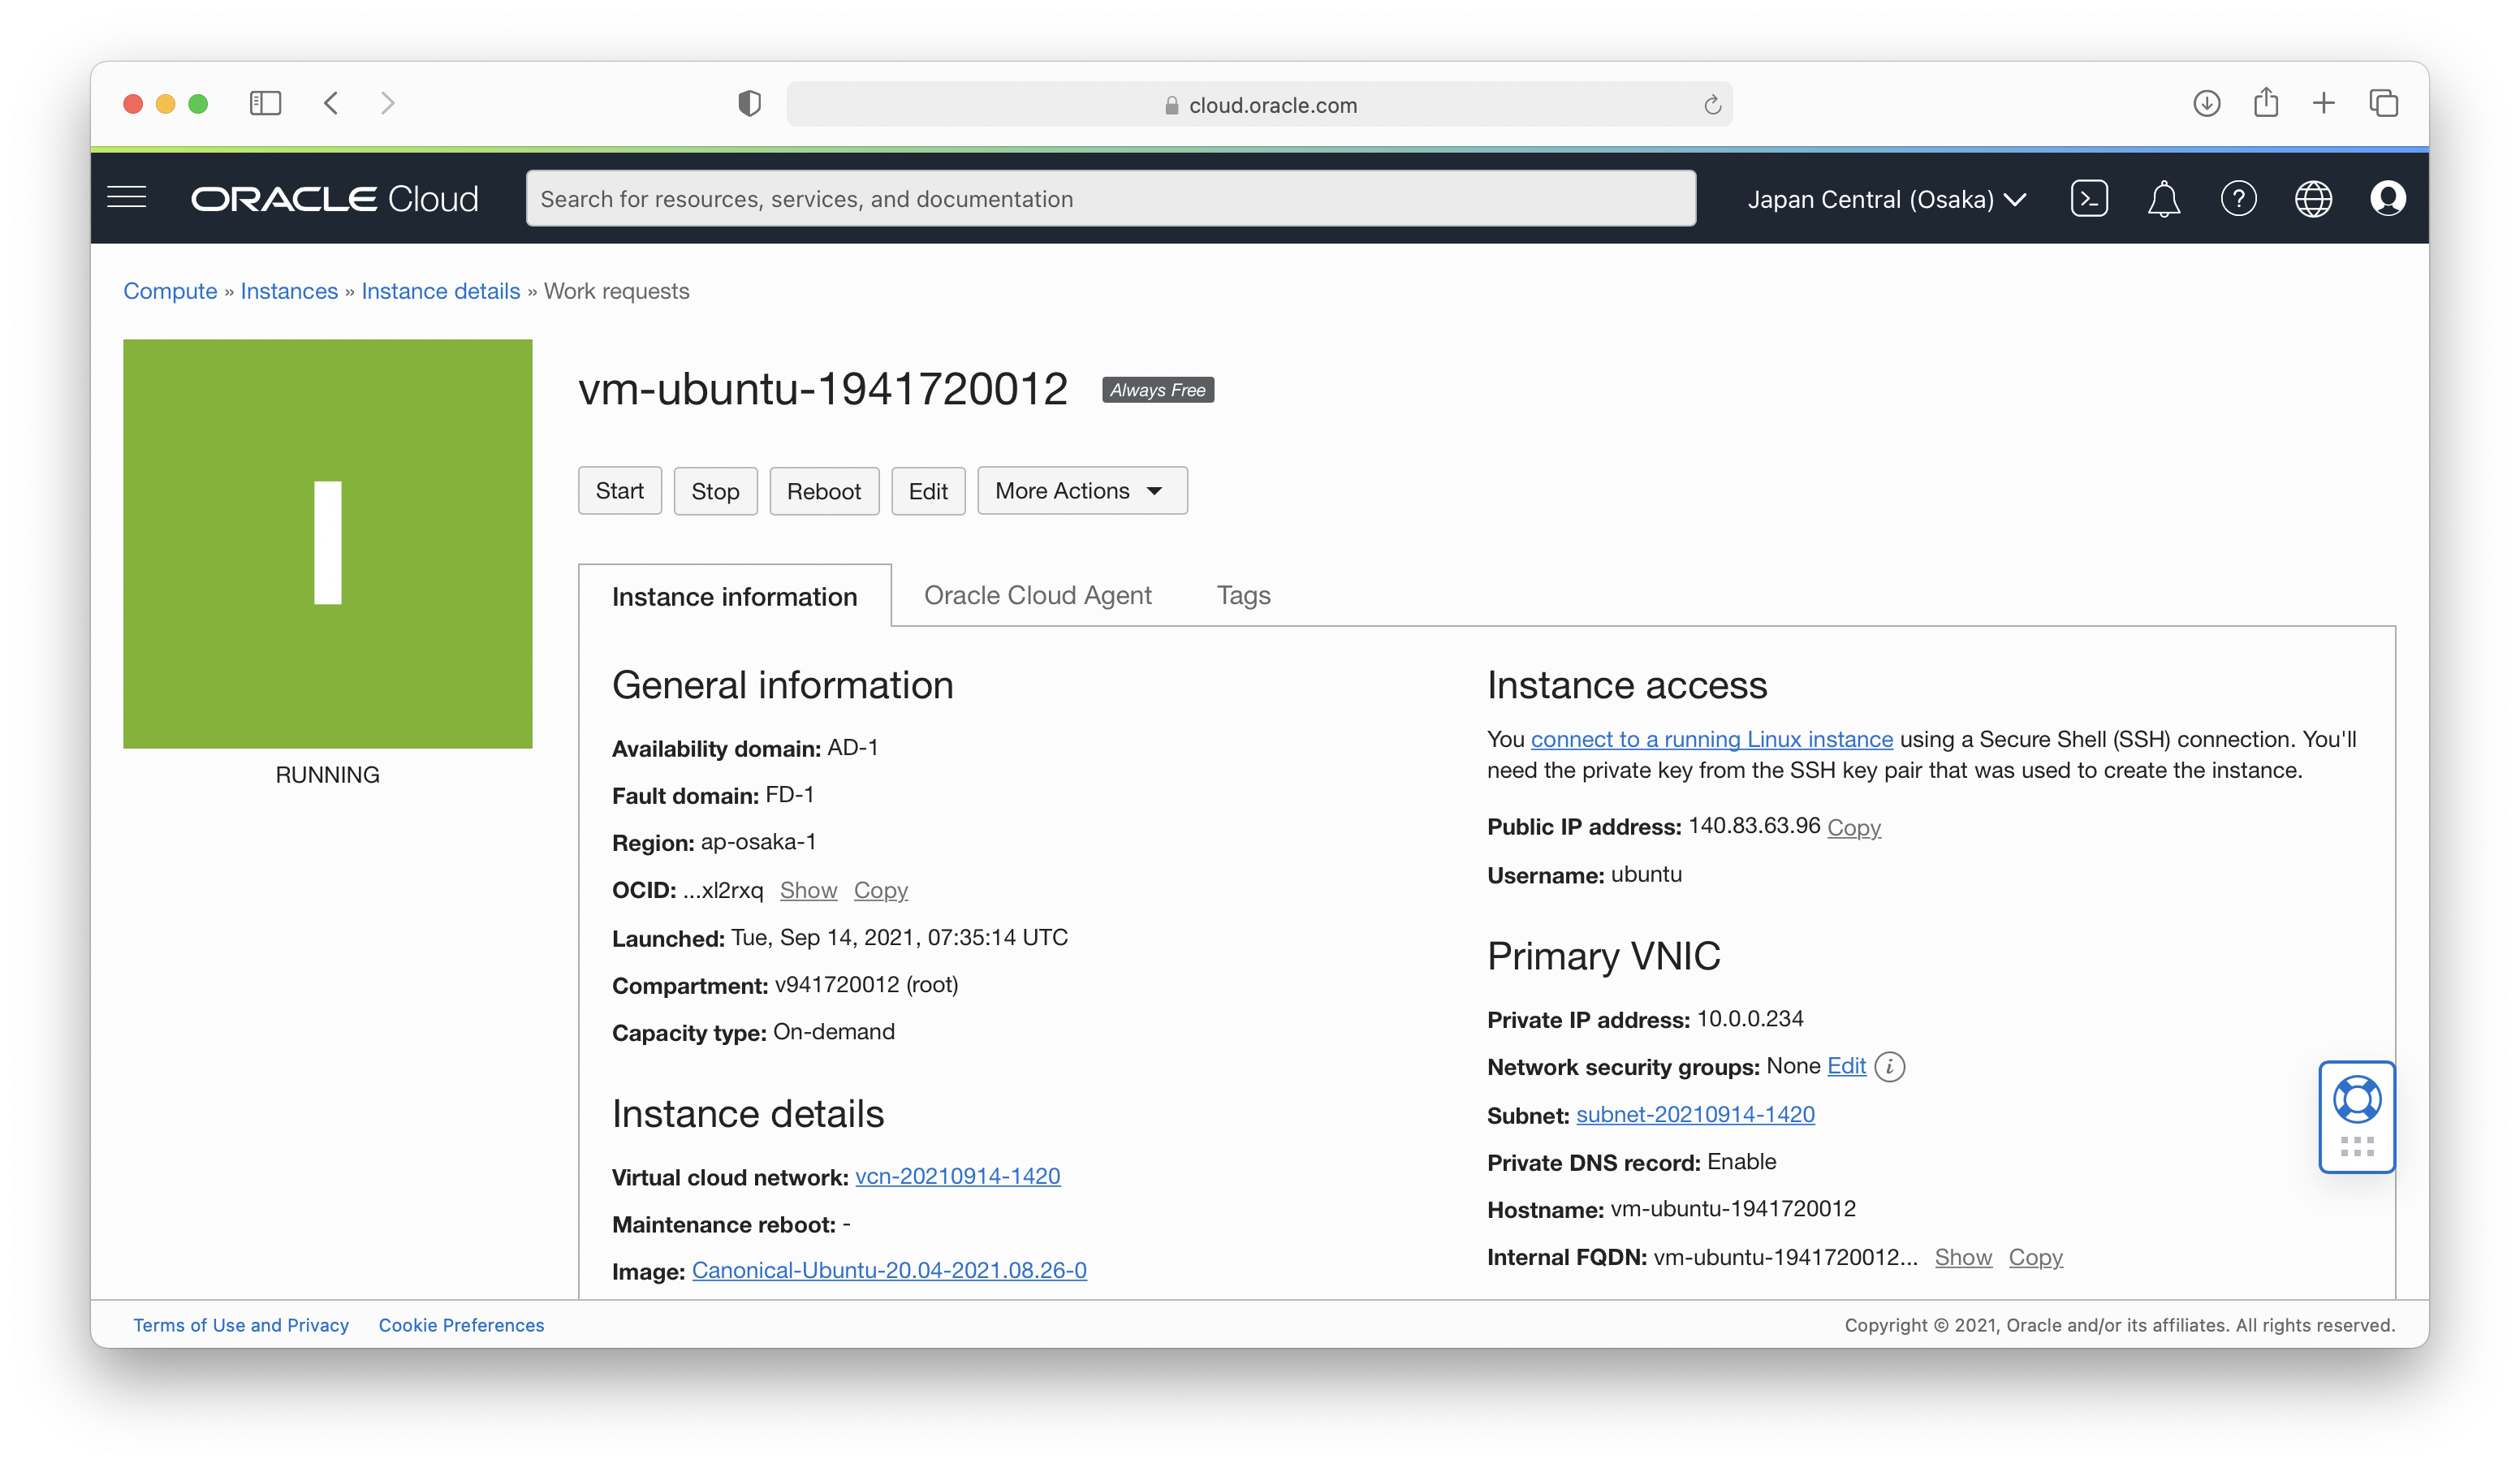 cloud.oracle.com
ORACLE Cloud
Search for resources, services, and documentation
Japan Central (Osaka)
Compute » Instances » Instance details » Work requests
I
RUNNING
vm-ubuntu-1941720012 Always Free
Start Stop Reboot Edit More Actions
Instance information Oracle Cloud Agent Tags
General information
Availability domain: AD-1
Fault domain: FD-1
Region: ap-osaka-1
OCID: ...xl2rxq Show Copy
Launched: Tue, Sep 14, 2021, 07:35:14 UTC
Compartment: v941720012 (root)
Capacity type: On-demand
Instance details
Virtual cloud network: vcn-20210914-1420
Maintenance reboot: -
Image: Canonical-Ubuntu-20.04-2021.08.26-0
Instance access
You connect to a running Linux instance using a Secure Shell (SSH) connection. You'll
need the private key from the SSH key pair that was used to create the instance.
Public IP address: 140.83.63.96 Copy
Username: ubuntu
Primary VNIC
Private IP address: 10.0.0.234
Network security groups: None Edit i
Subnet: subnet-20210914-1420
Private DNS record: Enable
Hostname: vm-ubuntu-1941720012
Internal FQDN: vm-ubuntu-1941720012... Show Copy
Terms of Use and Privacy Cookie Preferences
Copyright © 2021, Oracle and/or its affiliates. All rights reserved.